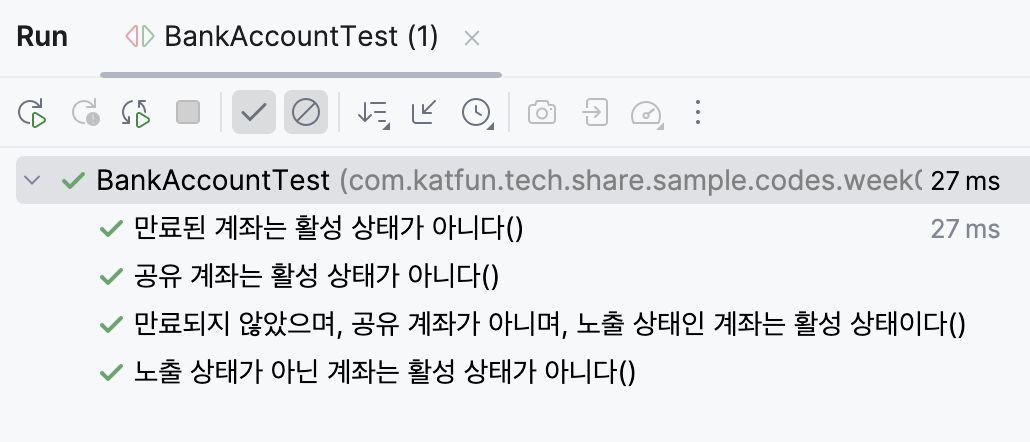 Run BankAccountTest (1)
BankAccountTest (com.katfun.tech.share.sample.codes.week 27 ms
만료된 계좌는 활성 상태가 아니다() 27 ms
공유 계좌는 활성 상태가 아니다()
만료되지 않았으며, 공유 계좌가 아니며, 노출 상태인 계좌는 활성 상태이다()
노출 상태가 아닌 계좌는 활성 상태가 아니다()